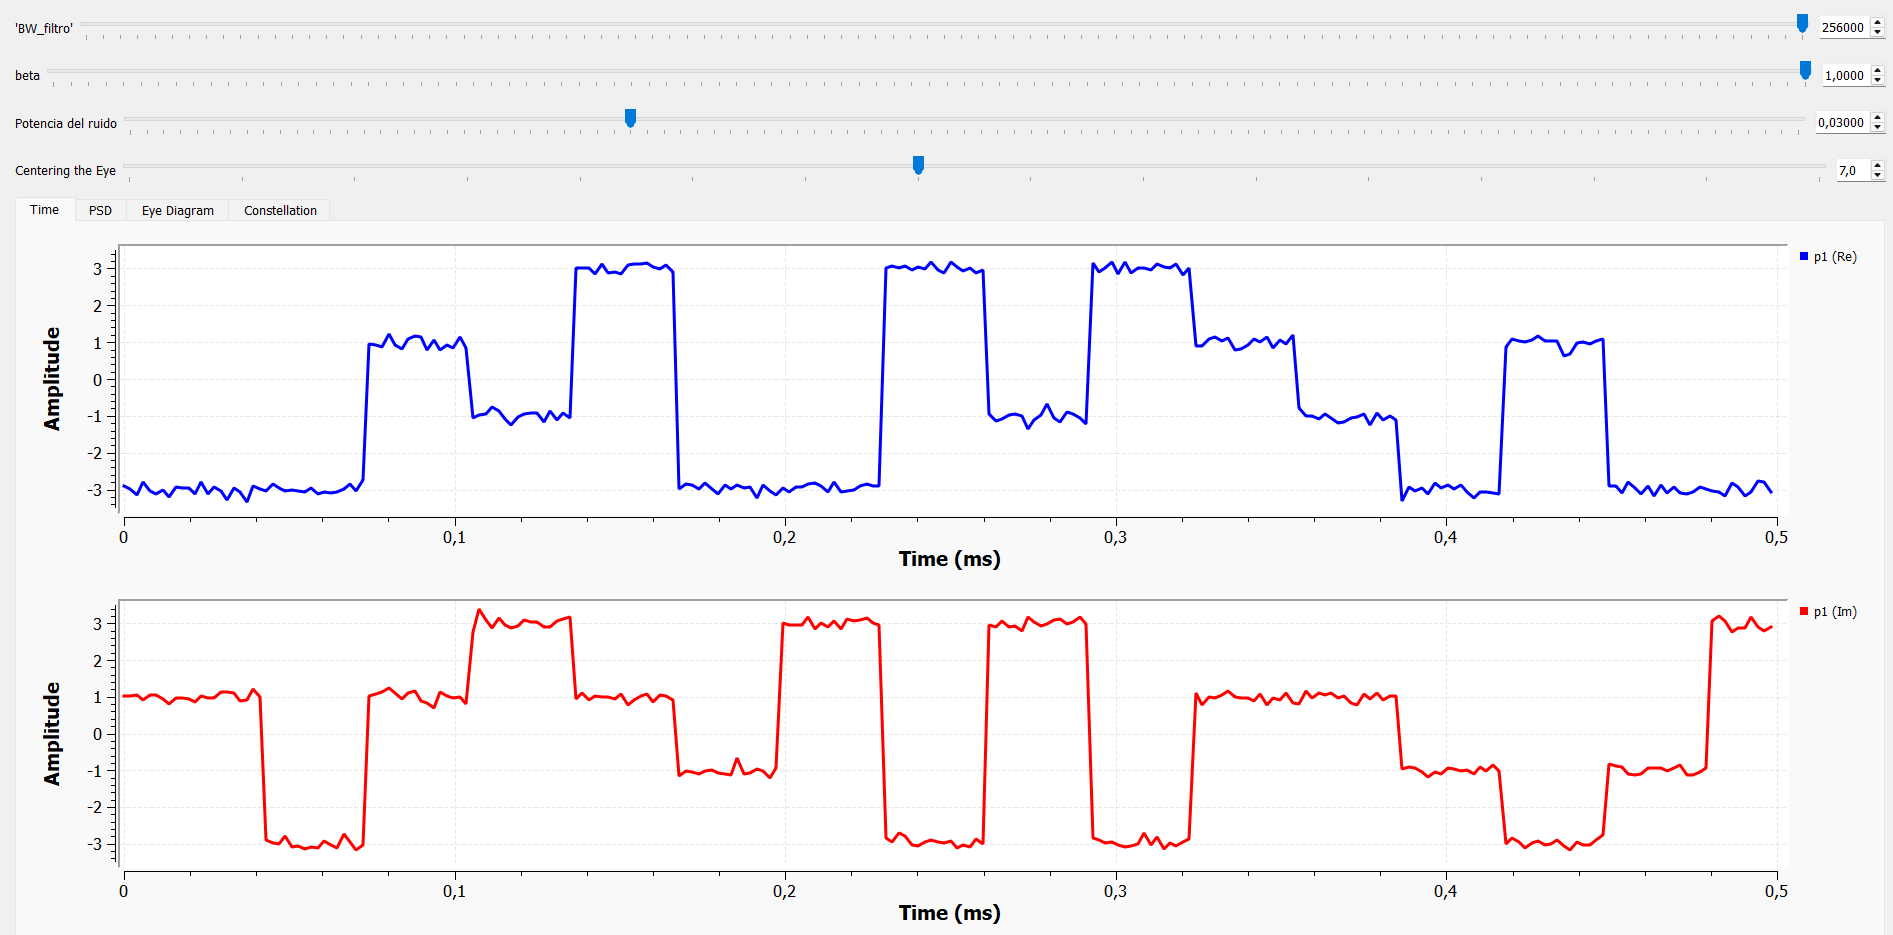 'BW_filtro' 256000
beta 1,0000
Potencia del ruido 0,03000
Centering the Eye 7,0
Time PSD Eye Diagram Constellation
p1 (Re)
Amplitude
3
2
1
0
-1
-2
-3
0 0,1 0,2 0,3 0,4 0,5
Time (ms)
p1 (Im)
Amplitude
3
2
1
0
-1
-2
-3
0 0,1 0,2 0,3 0,4 0,5
Time (ms)